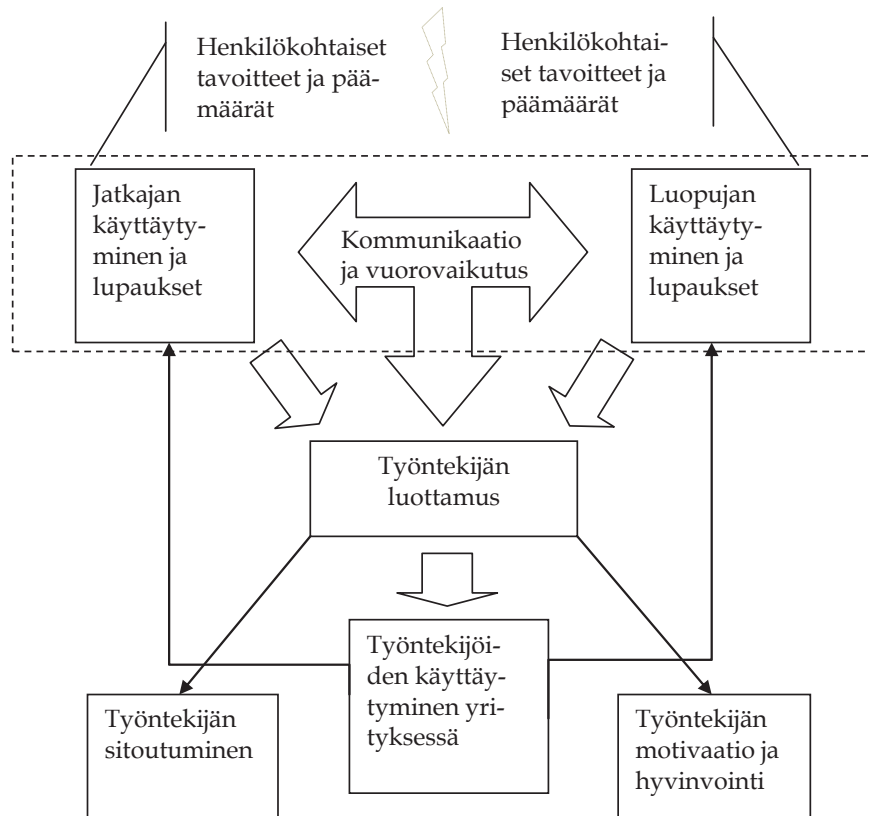 Henkilökohtaiset
tavoitteet ja pää-
määrät
Henkilökohtai-
set tavoitteet ja
päämäärät
Jatkajan
käyttäyty-
minen ja
lupaukset
Kommunikaatio
ja vuorovaikutus
Luopujan
käyttäyty-
minen ja
lupaukset
Työntekijän
luottamus
Työntekijöi-
den käyttäy-
tyminen yri-
tyksessä
Työntekijän
sitoutuminen
Työntekijän
motivaatio ja
hyvinvointi